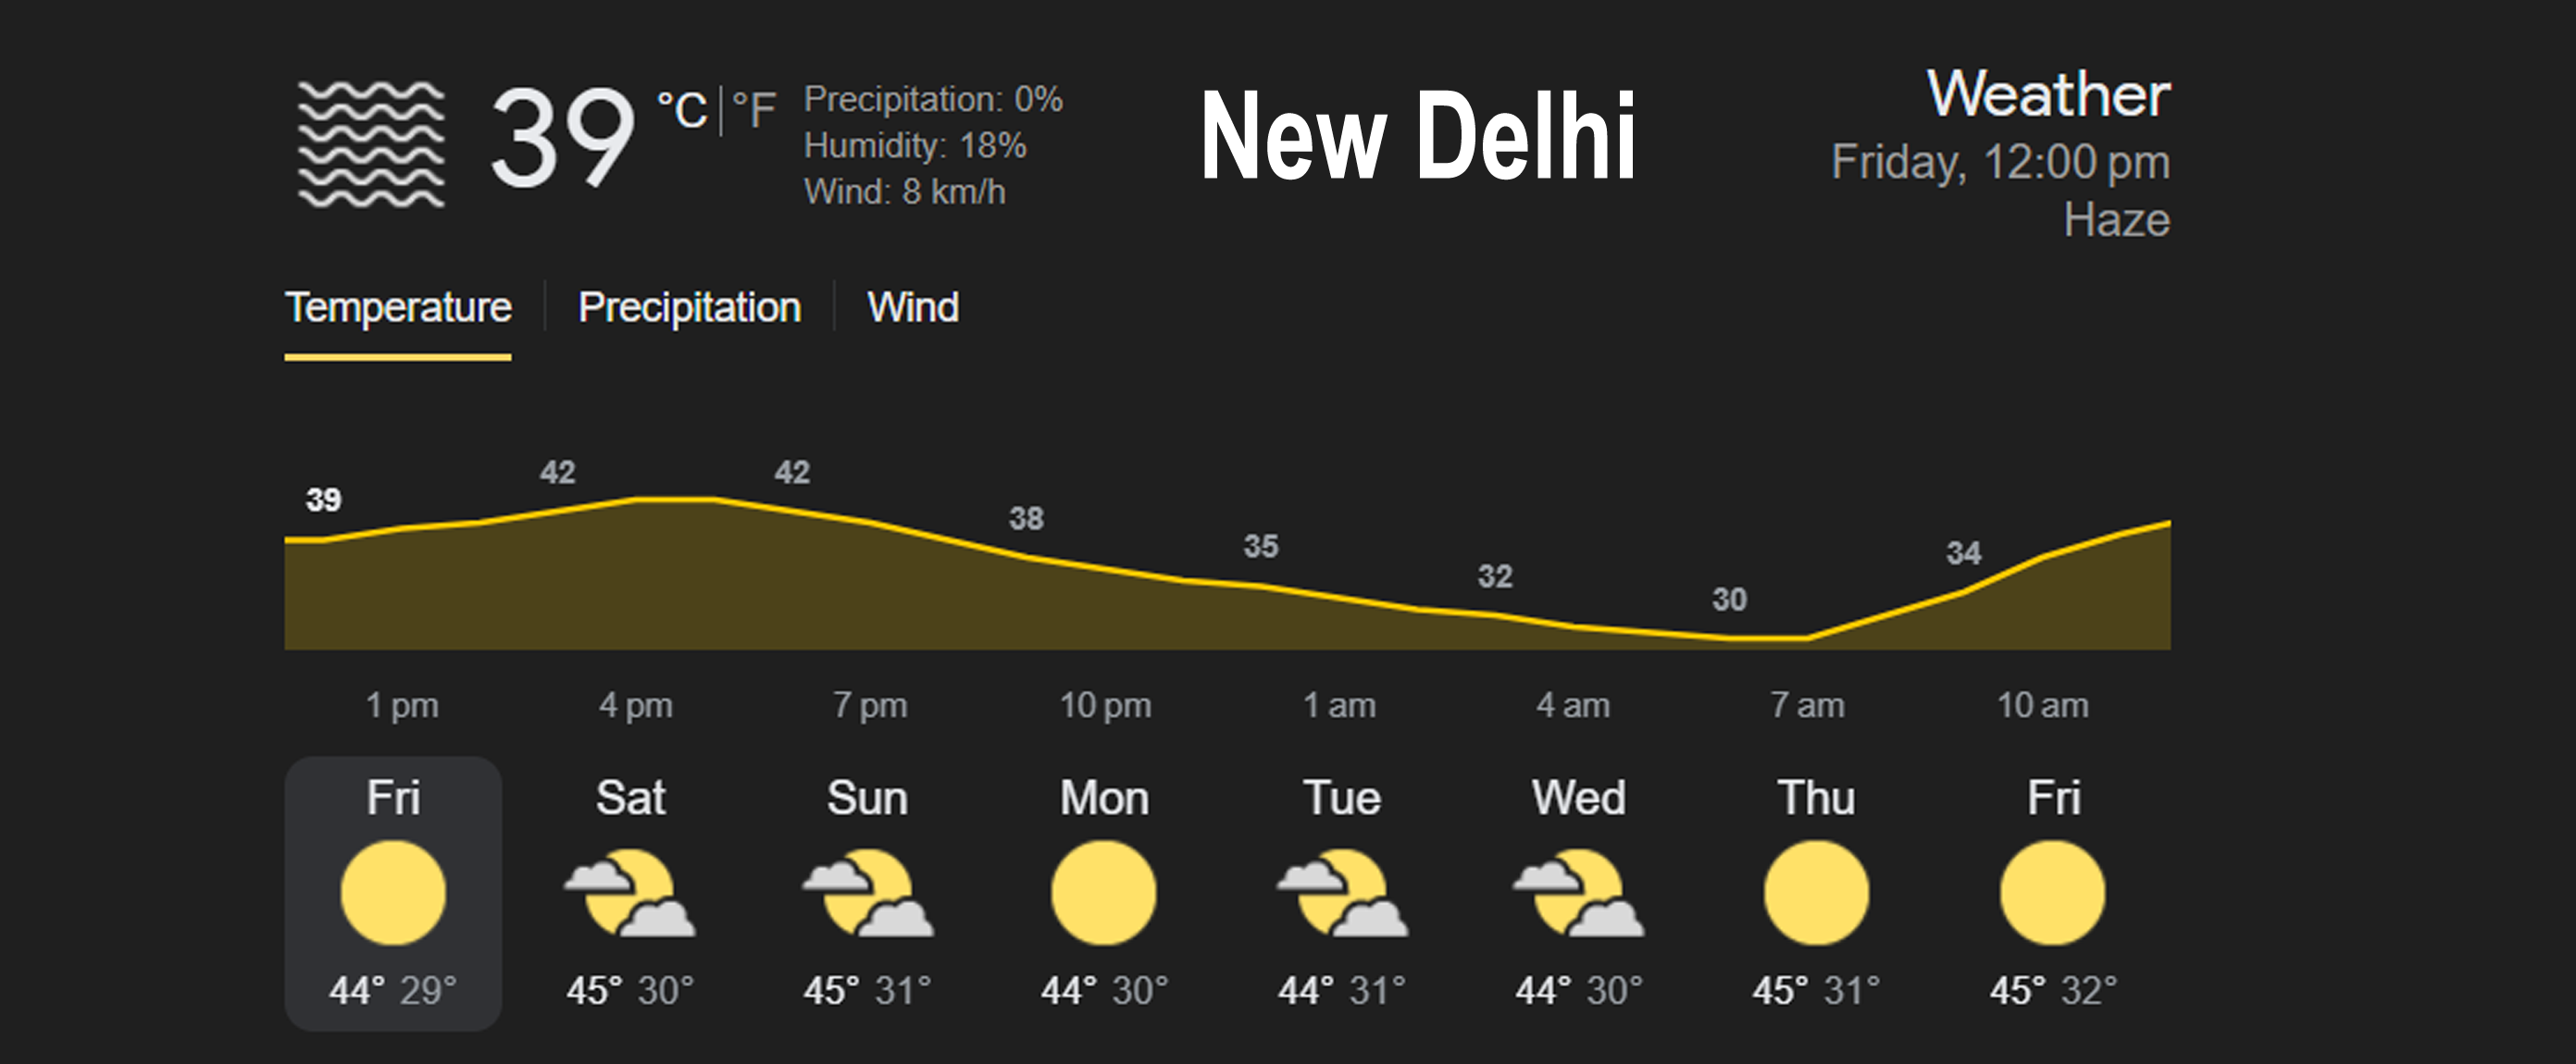 39 °C|°F
Precipitation: 0%
Humidity: 18%
Wind: 8 km/h
New Delhi
Weather
Friday, 12:00 pm
Haze
Temperature Precipitation Wind
39 42 42 38 35 32 30 34
1 pm 4 pm 7 pm 10 pm 1 am 4 am 7 am 10 am
Fri Sat Sun Mon Tue Wed Thu Fri
44° 29° 45° 30° 45° 31° 44° 30° 44° 31° 44° 30° 45° 31° 45° 32°